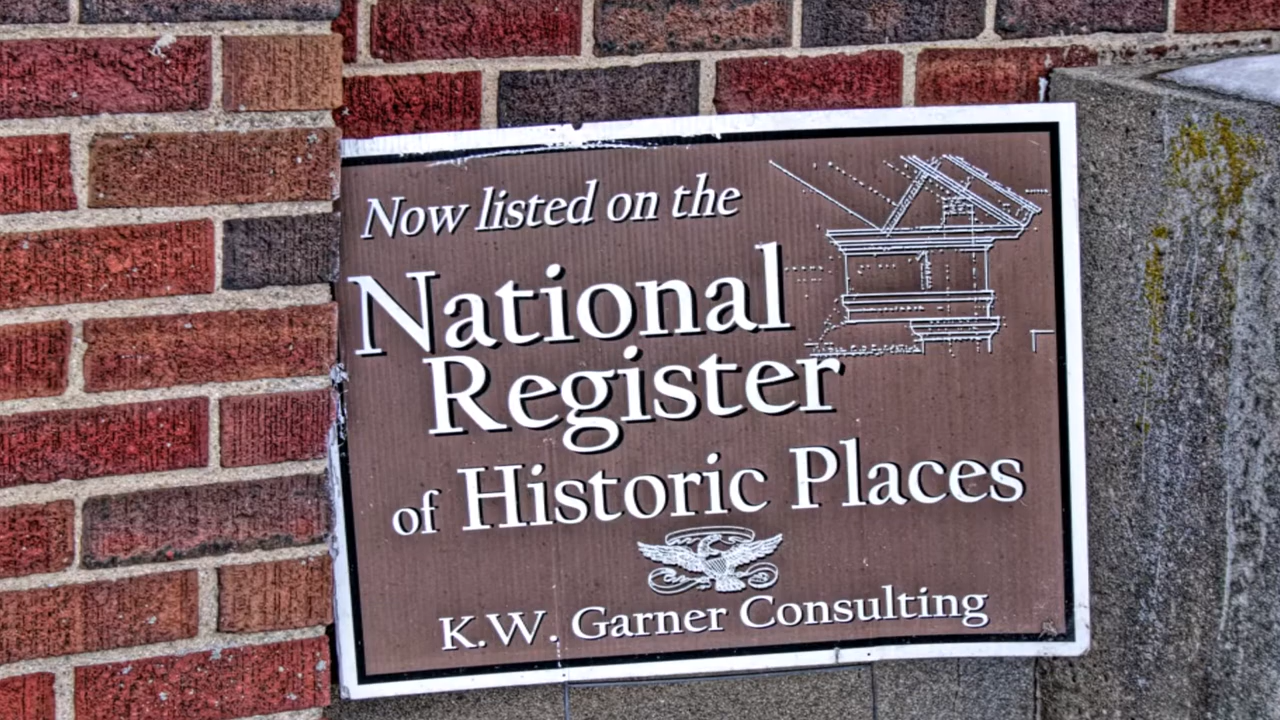 Now listed on the
National
Register
of Historic Places
K.W. Garner Consulting